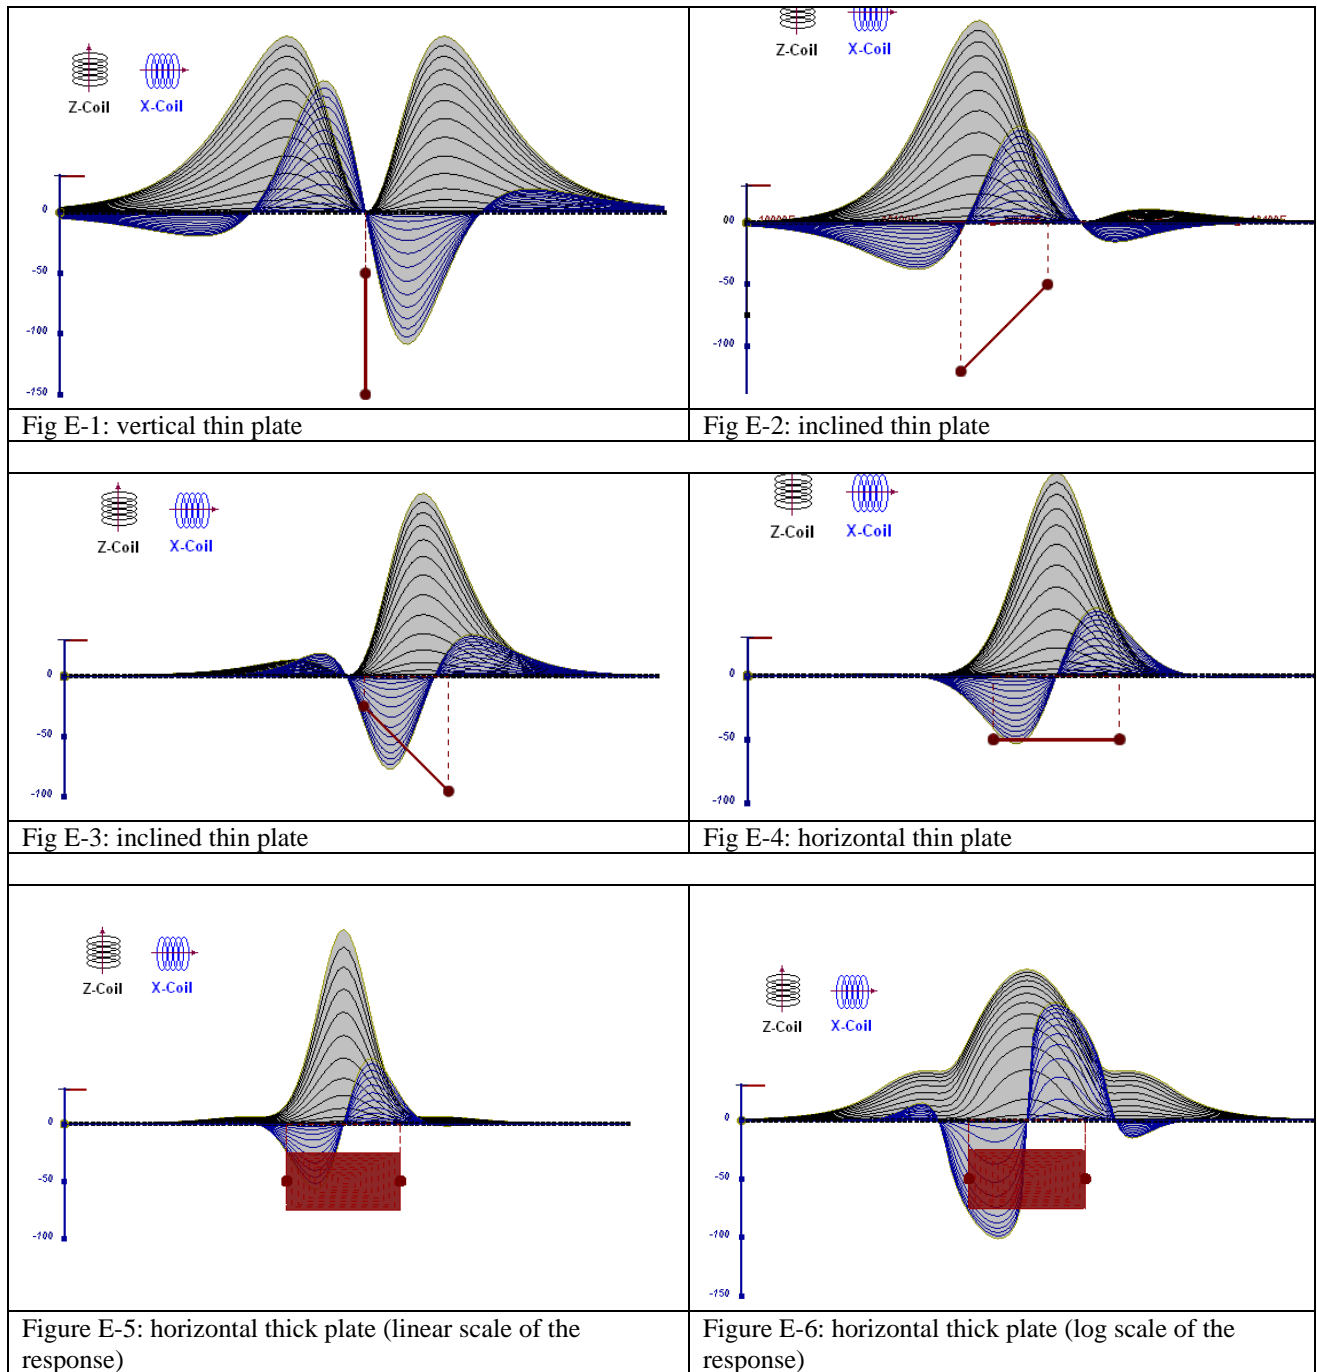 Z-Coil X-Coil
0
-50
-100
-150
Fig E-1: vertical thin plate
Z-Coil X-Coil
00
-50
-100
Fig E-2: inclined thin plate
Z-Coil X-Coil
0
-50
-100
Fig E-3: inclined thin plate
Z-Coil X-Coil
0
-50
-100
Fig E-4: horizontal thin plate
Z-Coil X-Coil
0
-50
-100
Figure E-5: horizontal thick plate (linear scale of the
response)
Z-Coil X-Coil
0
-50
-100
-150
Figure E-6: horizontal thick plate (log scale of the
response)